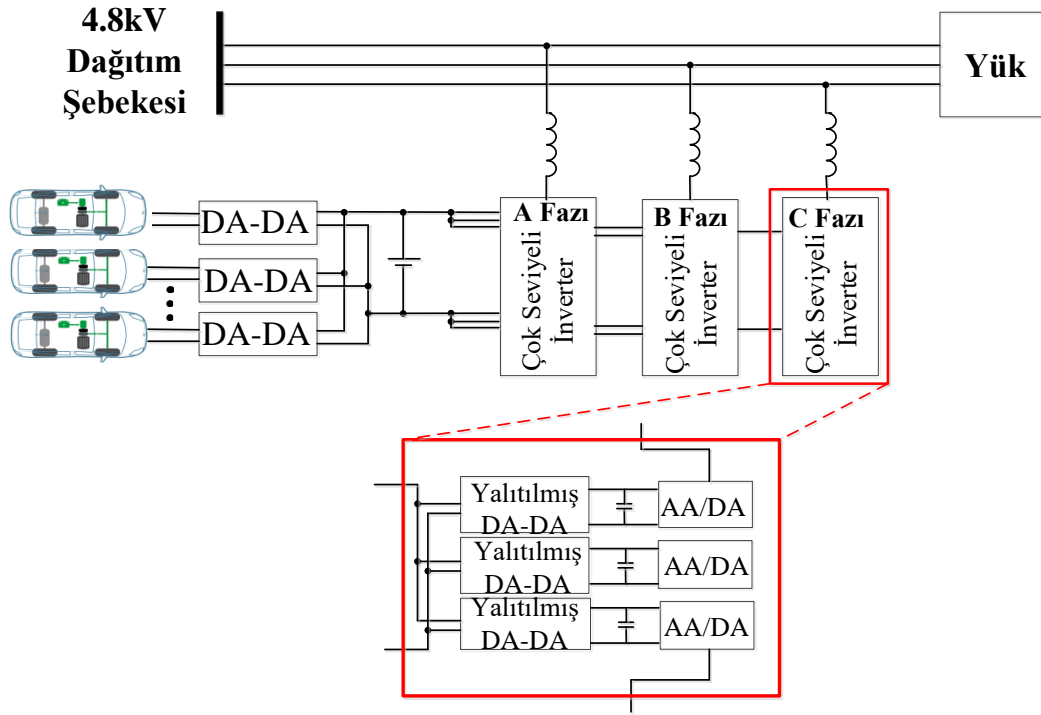 4.8kV
Dağıtım
Şebekesi
Yük
DA-DA
DA-DA
DA-DA
A Fazı
Çok Seviyeli
İnverter
B Fazı
Çok Seviyeli
İnverter
C Fazı
Çok Seviyeli
İnverter
Yalıtılmış
DA-DA
AA/DA
Yalıtılmış
DA-DA
AA/DA
Yalıtılmış
DA-DA
AA/DA